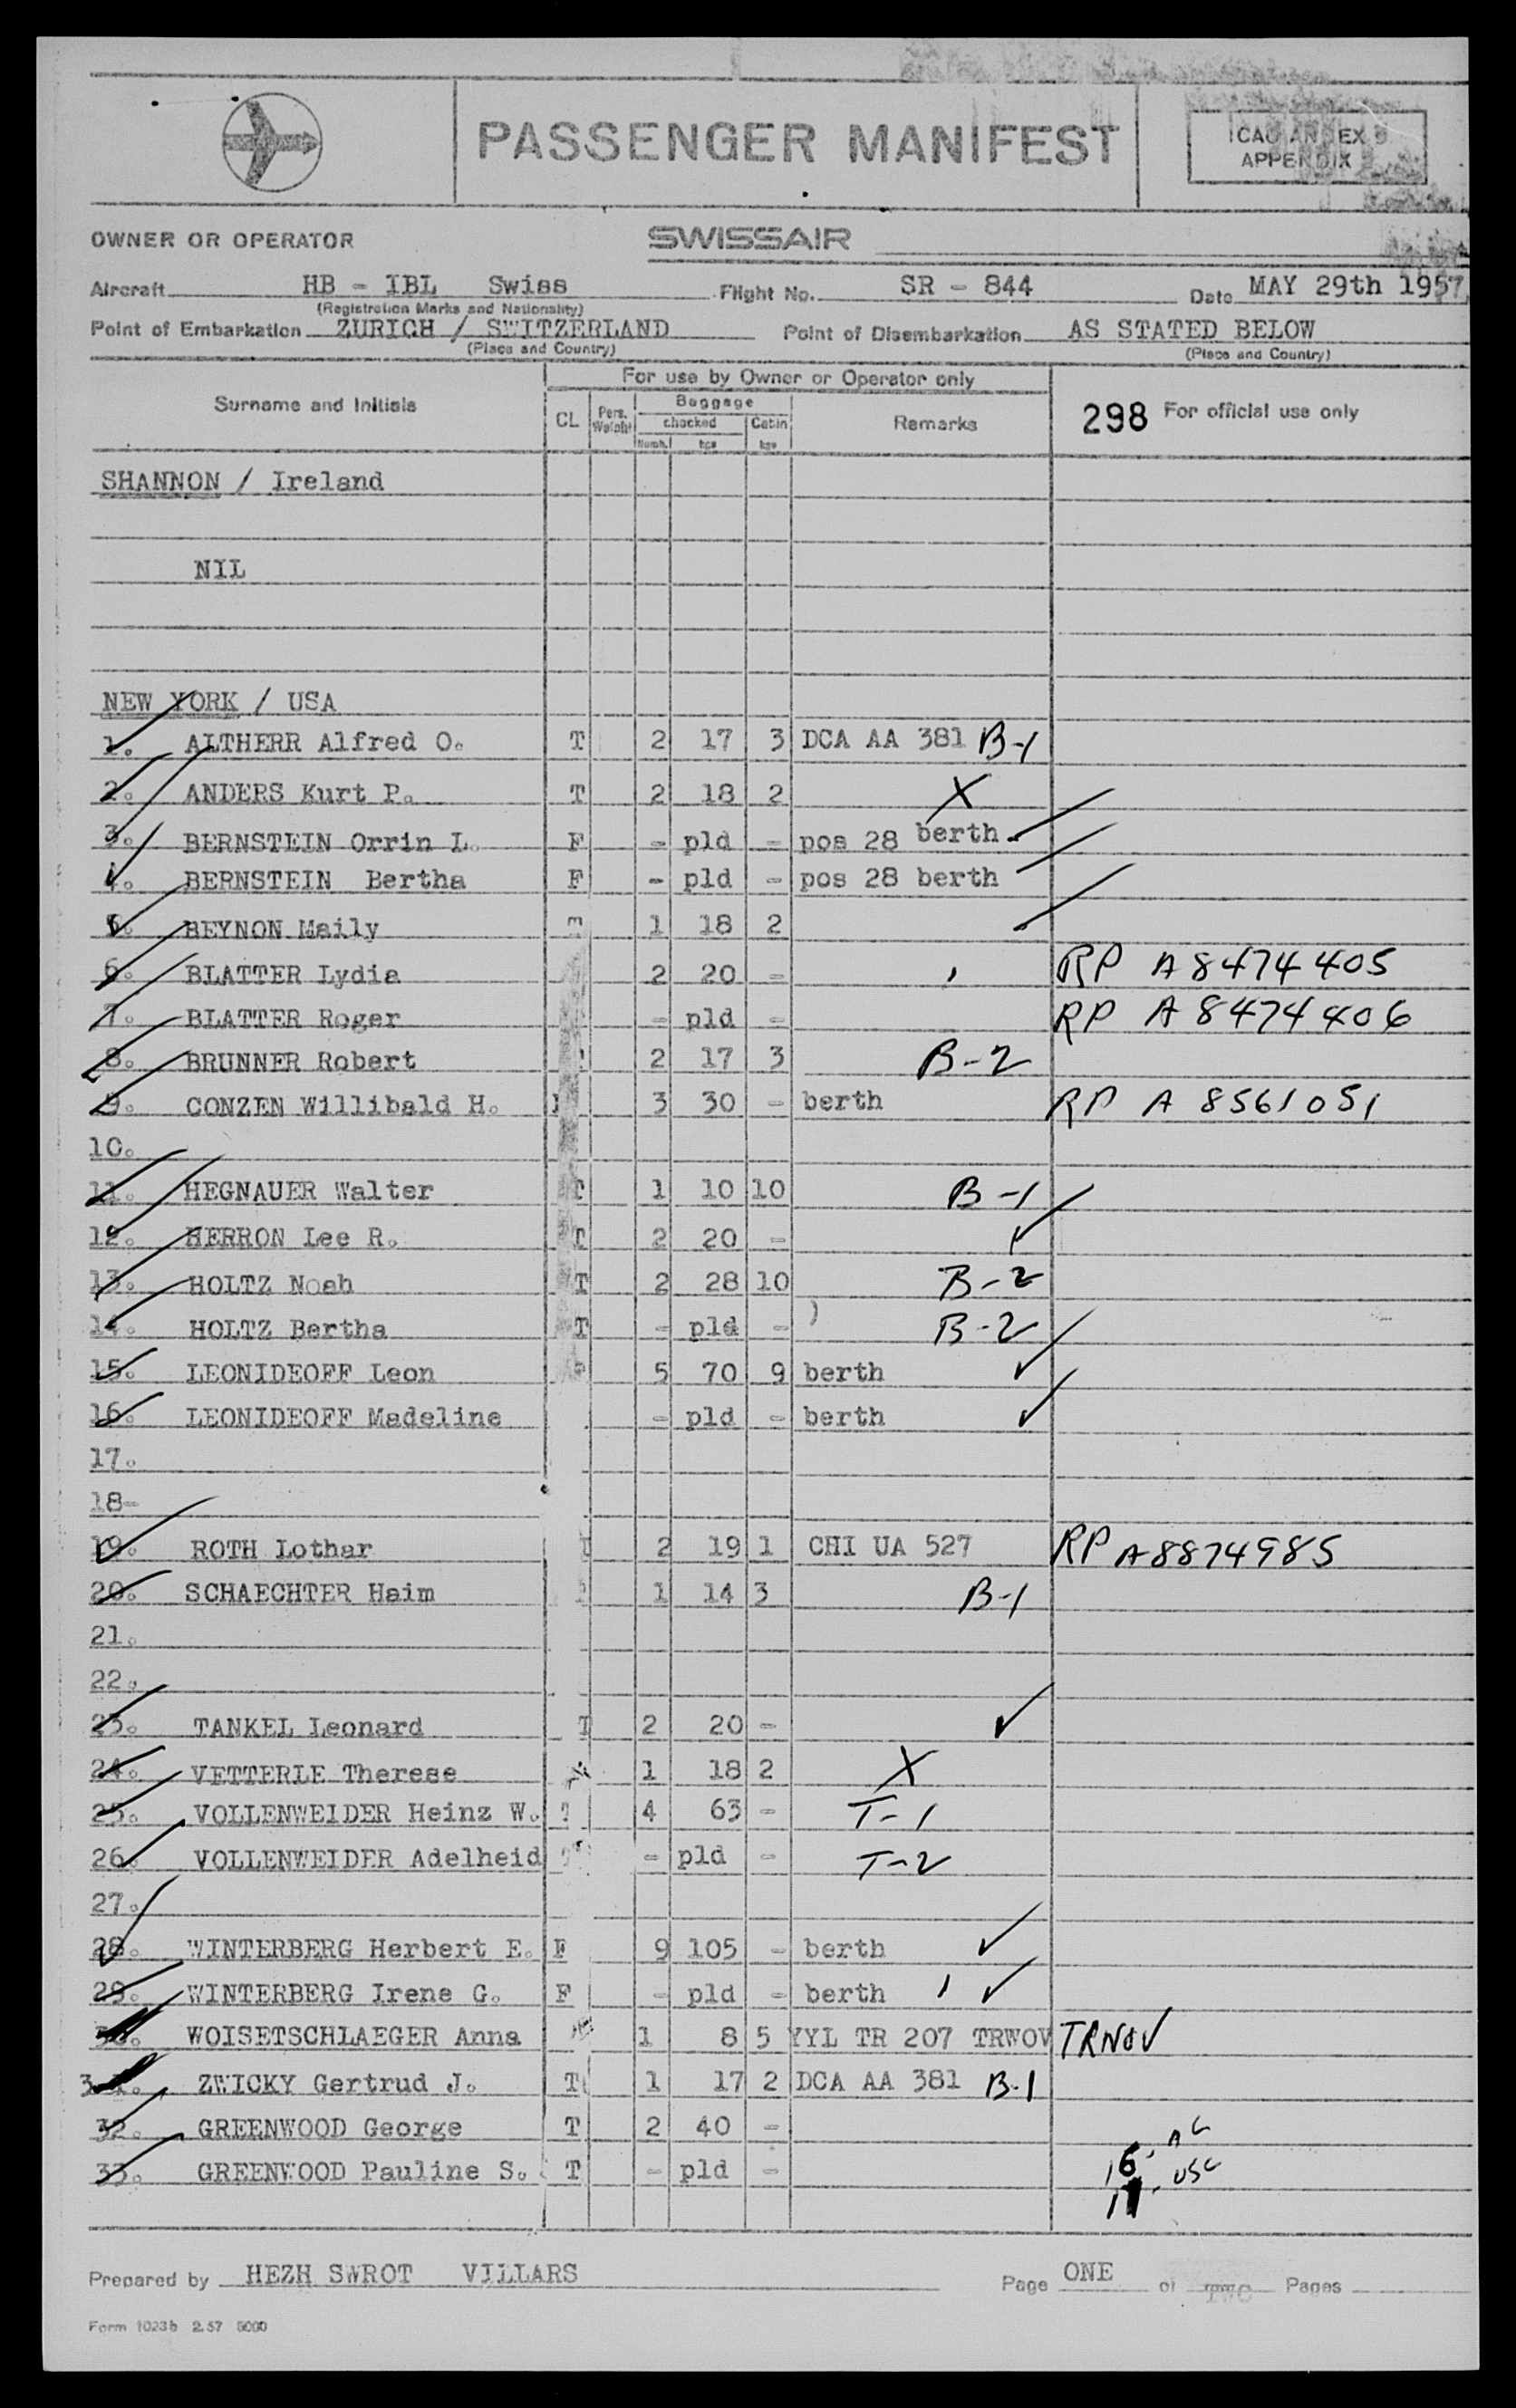 PASSENGER MANIFEST
ICAO ANNEX 9
APPENDIX
OWNER OR OPERATOR SWISSAIR
Aircraft HB - IBL Swiss Flight No. SR - 844 Date MAY 29th 1957
(Registration Marks and Nationality)
Point of Embarkation ZURICH / SWITZERLAND Point of Disembarkation AS STATED BELOW
(Place and Country) (Place and Country)
For use by Owner or Operator only
Surname and Initials CL Pers. Weight Baggage checked Cabin Remarks 298 For official use only
Numb. kgs kgs
SHANNON / Ireland
NIL
NEW YORK / USA
1. ALTHERR Alfred O. T 2 17 3 DCA AA 381 B-1
2. ANDERS Kurt P. T 2 18 2 X
3. BERNSTEIN Orrin L. F - pld - pos 28 berth
4. BERNSTEIN Bertha F - pld - pos 28 berth
5. BEYNON Maily 1 18 2
6. BLATTER Lydia 2 20 - RP A8474405
7. BLATTER Roger - pld - RP A8474406
8. BRUNNER Robert 2 17 3 B-2
9. CONZEN Willibald H. 3 30 - berth RP A 8561051
10.
11. HEGNAUER Walter T 1 10 10 B-1
12. HERRON Lee R. T 2 20 -
13. HOLTZ Noah T 2 28 10 B-2
14. HOLTZ Bertha T - pld - ) B-2
15. LEONIDEOFF Leon 5 70 9 berth
16. LEONIDEOFF Madeline - pld - berth
17.
18-
19. ROTH Lothar T 2 19 1 CHI UA 527 RP A8874985
20. SCHAECHTER Haim 1 14 3 B-1
21.
22.
23. TANKEL Leonard T 2 20 -
24. VETTERLE Therese 1 18 2 X
25. VOLLENWEIDER Heinz W. T 4 63 - T-1
26. VOLLENWEIDER Adelheid - pld - T-2
27.
28. WINTERBERG Herbert E. F 9 105 - berth
29. WINTERBERG Irene G. F - pld - berth
30. WOISETSCHLAEGER Anna 1 8 5 YYL TR 207 TRWOV TRNOV
31. ZWICKY Gertrud J. T 1 17 2 DCA AA 381 B-1
32. GREENWOOD George T 2 40 -
33. GREENWOOD Pauline S. T - pld -
16. AC
17. USC
Prepared by HEZH SWROT VILLARS Page ONE of TWO Pages
Form 1023b 2.57 5000